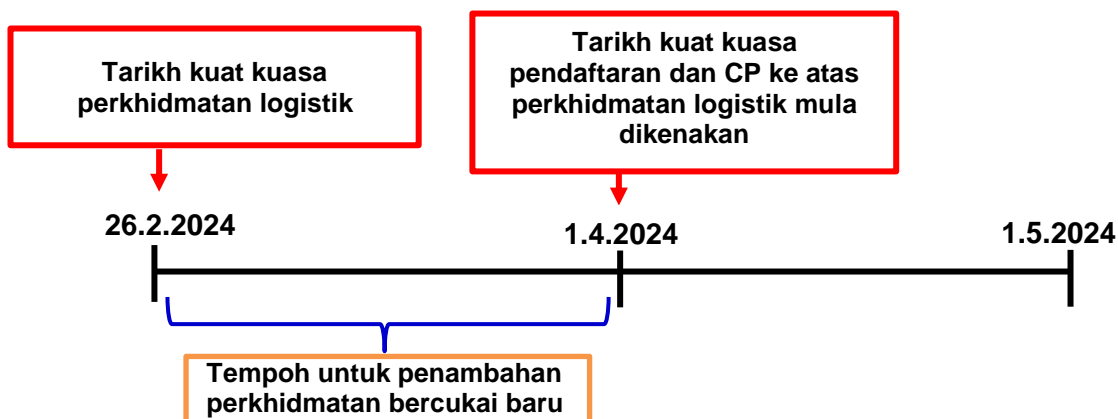 Tarikh kuat kuasa
perkhidmatan logistik
Tarikh kuat kuasa
pendaftaran dan CP ke atas
perkhidmatan logistik mula
dikenakan
26.2.2024
1.4.2024
1.5.2024
Tempoh untuk penambahan
perkhidmatan bercukai baru